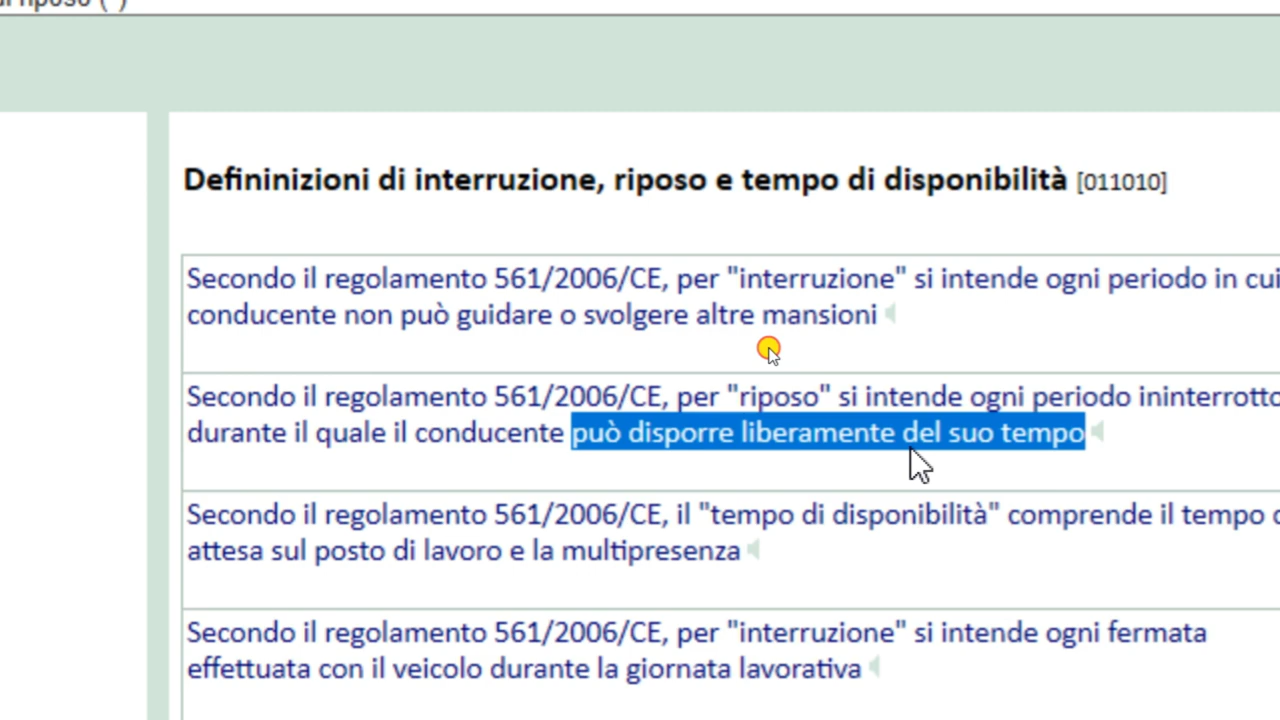 di riposo (*)
Defininizioni di interruzione, riposo e tempo di disponibilità [011010]
Secondo il regolamento 561/2006/CE, per "interruzione" si intende ogni periodo in cui
conducente non può guidare o svolgere altre mansioni
Secondo il regolamento 561/2006/CE, per "riposo" si intende ogni periodo ininterrotto
durante il quale il conducente può disporre liberamente del suo tempo
Secondo il regolamento 561/2006/CE, il "tempo di disponibilità" comprende il tempo
attesa sul posto di lavoro e la multipresenza
Secondo il regolamento 561/2006/CE, per "interruzione" si intende ogni fermata
effettuata con il veicolo durante la giornata lavorativa